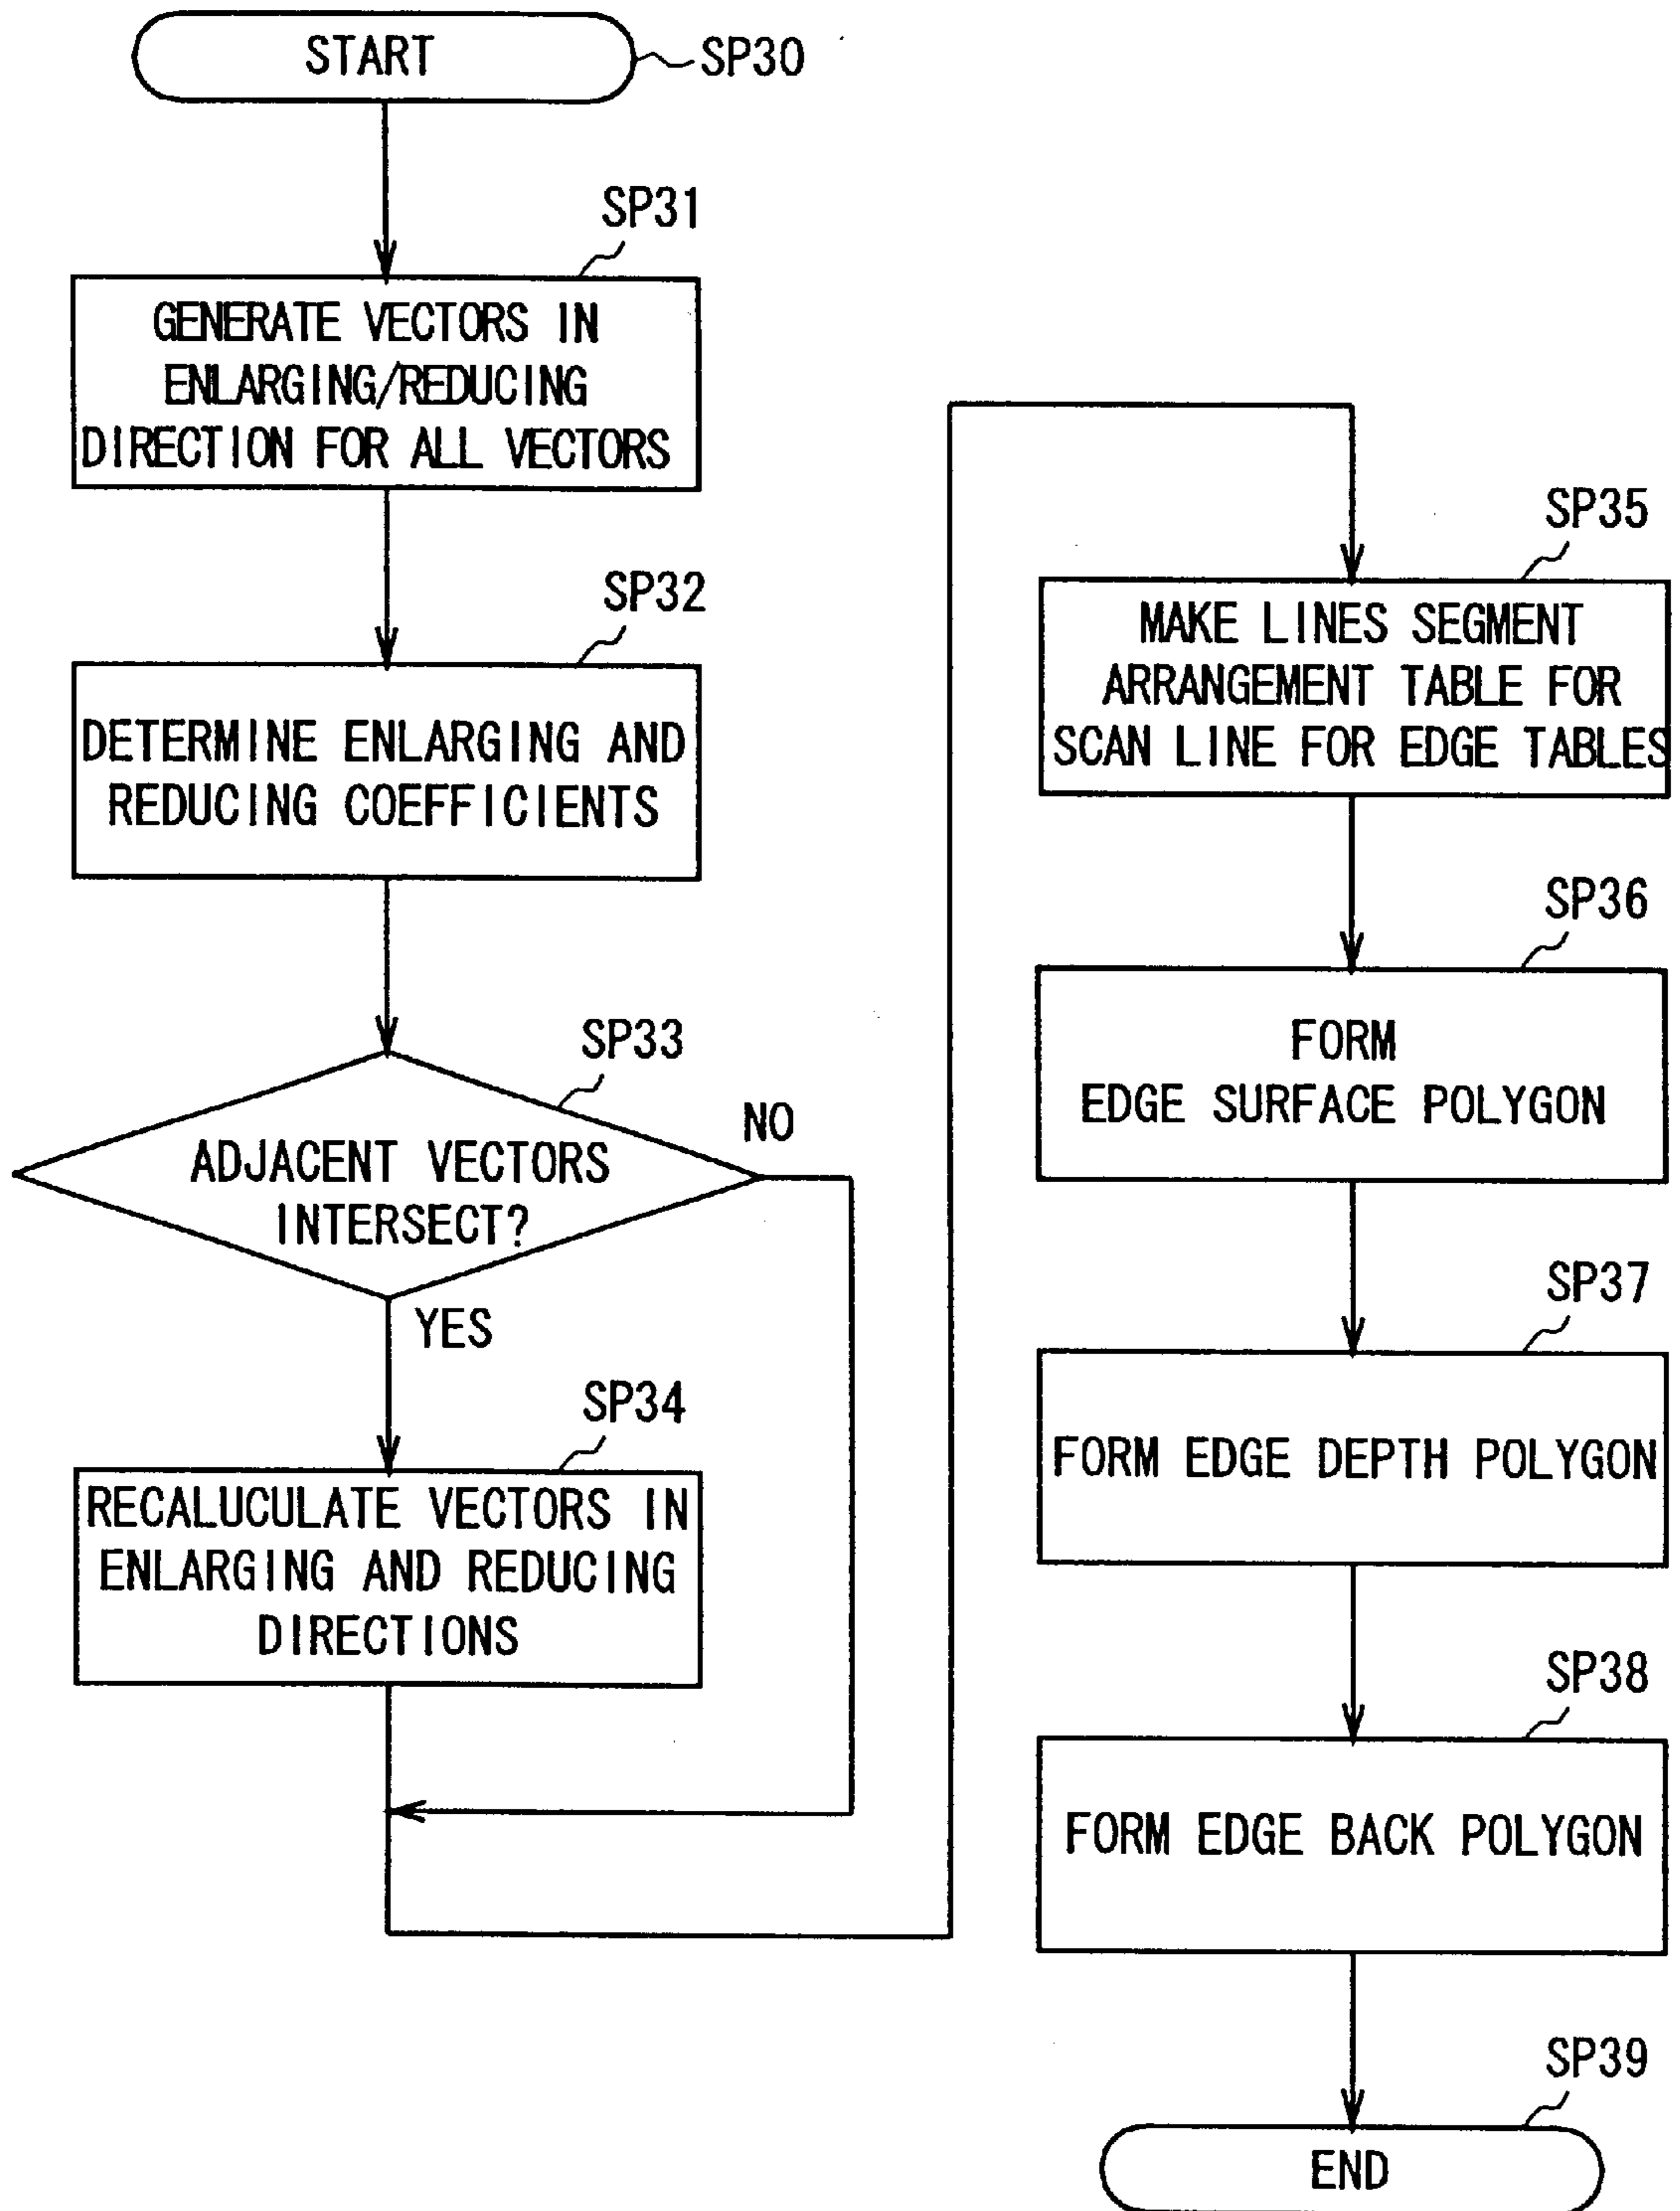 START
SP30
SP31
GENERATE VECTORS IN
ENLARGING/REDUCING
DIRECTION FOR ALL VECTORS
SP32
DETERMINE ENLARGING AND
REDUCING COEFFICIENTS
SP33
ADJACENT VECTORS
INTERSECT?
NO
YES
SP34
RECALUCULATE VECTORS IN
ENLARGING AND REDUCING
DIRECTIONS
SP35
MAKE LINES SEGMENT
ARRANGEMENT TABLE FOR
SCAN LINE FOR EDGE TABLES
SP36
FORM
EDGE SURFACE POLYGON
SP37
FORM EDGE DEPTH POLYGON
SP38
FORM EDGE BACK POLYGON
SP39
END